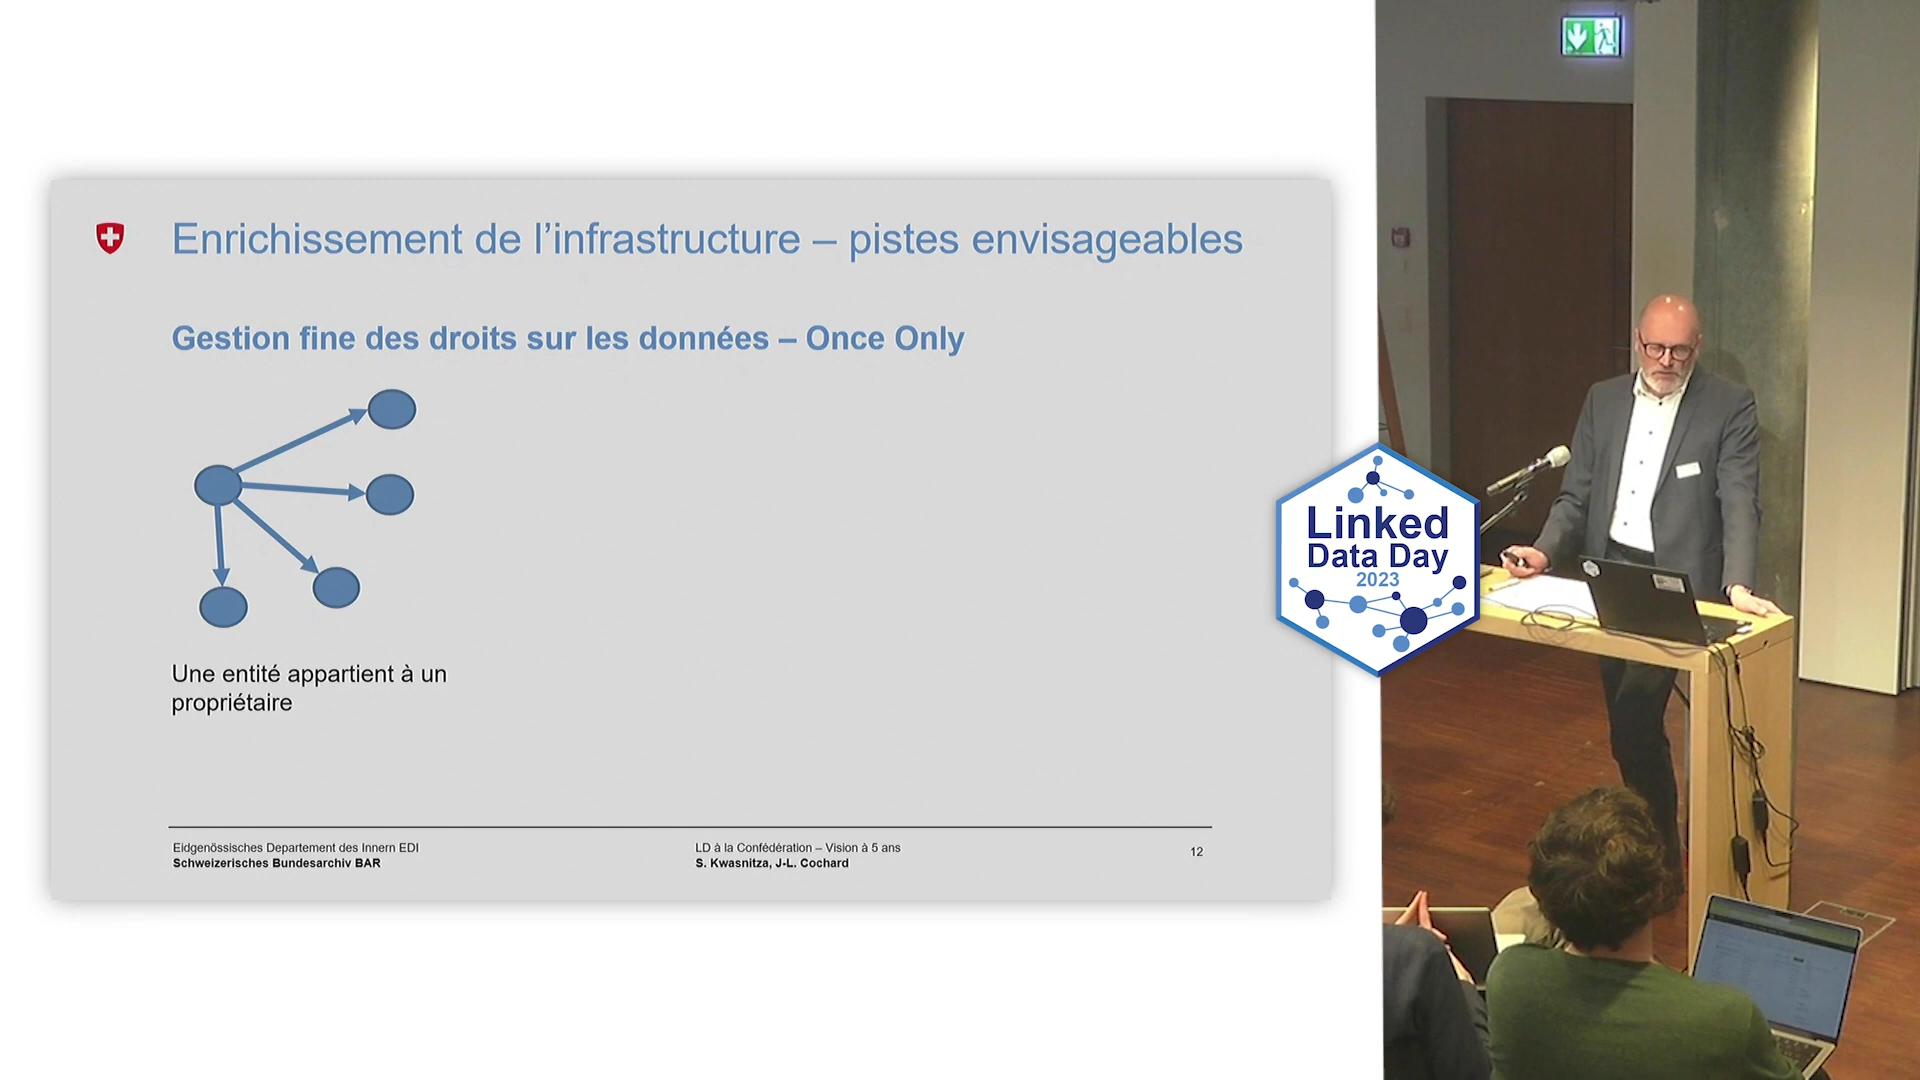 Enrichissement de l’infrastructure – pistes envisageables
Gestion fine des droits sur les données – Once Only
Une entité appartient à un
propriétaire
Eidgenössisches Departement des Innern EDI
Schweizerisches Bundesarchiv BAR
LD à la Confédération – Vision à 5 ans
S. Kwasnitza, J-L. Cochard
12
Linked
Data Day
2023